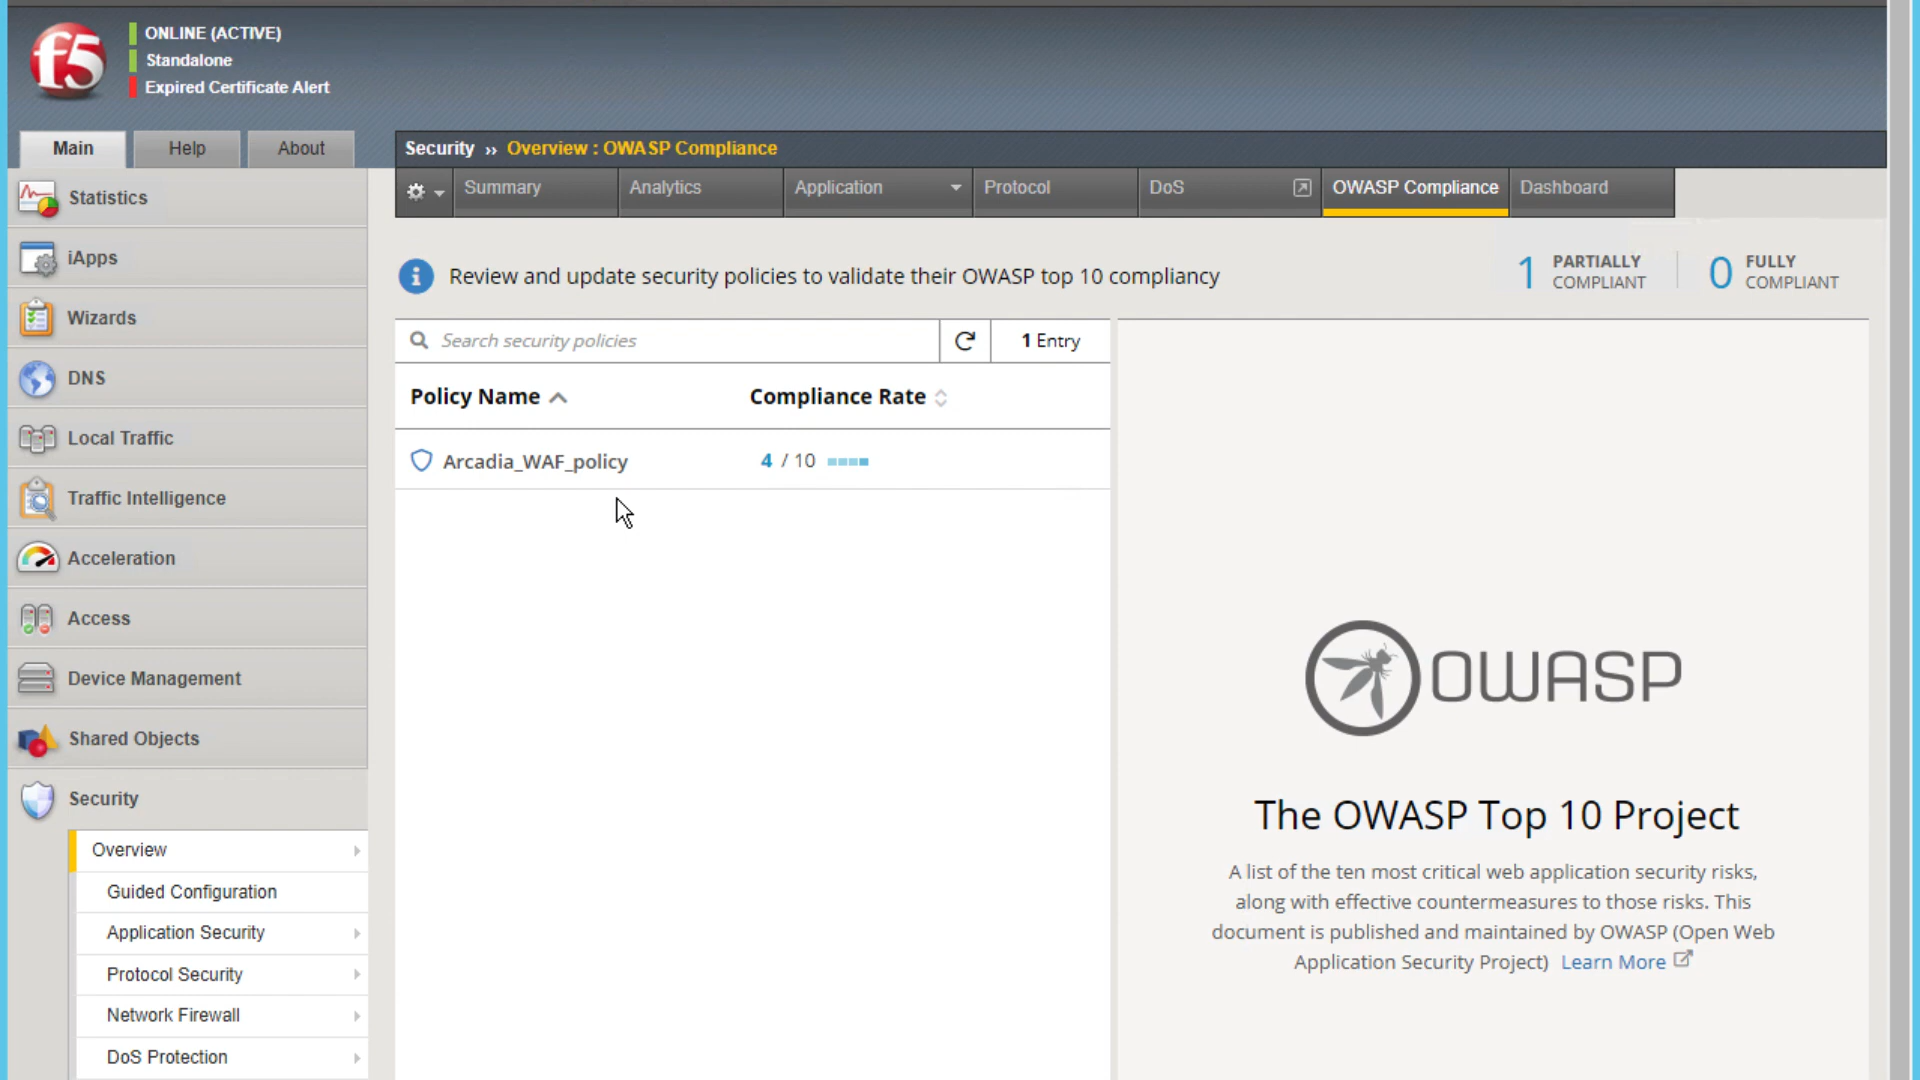 f5
ONLINE (ACTIVE)
Standalone
Expired Certificate Alert
Main
Help
About
Security ›› Overview : OWASP Compliance
Summary
Analytics
Application
Protocol
DoS
OWASP Compliance
Dashboard
Statistics
iApps
Wizards
DNS
Local Traffic
Traffic Intelligence
Acceleration
Access
Device Management
Shared Objects
Security
Overview
Guided Configuration
Application Security
Protocol Security
Network Firewall
DoS Protection
Review and update security policies to validate their OWASP top 10 compliancy
1 PARTIALLY COMPLIANT
0 FULLY COMPLIANT
Search security policies
1 Entry
Policy Name
Compliance Rate
Arcadia_WAF_policy
4 / 10
OWASP
The OWASP Top 10 Project
A list of the ten most critical web application security risks,
along with effective countermeasures to those risks. This
document is published and maintained by OWASP (Open Web
Application Security Project) Learn More